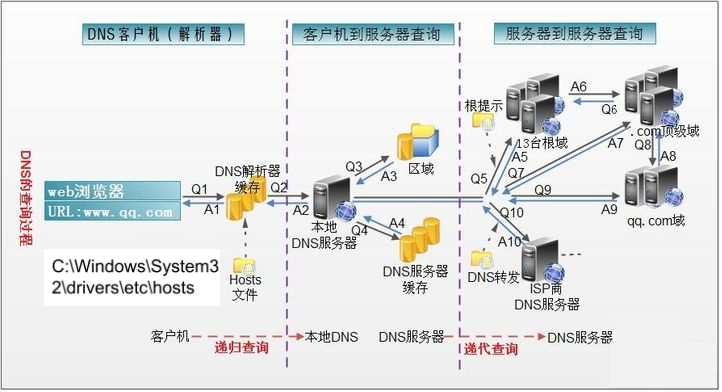 DNS客户机（解析器）
客户机到服务器查询
服务器到服务器查询
DNS的查询过程
web浏览器
URL:www.qq.com
Q1
A1
DNS解析器
缓存
Q2
A2
Hosts
文件
C:\Windows\System3
2\drivers\etc\hosts
本地
DNS服务器
Q3
A3
区域
A4
Q4
DNS服务器
缓存
根提示
13台根域
A6
Q6
.com顶级域
Q5
A5
Q7
A7
Q8
A8
Q9
A9
qq.com域
Q10
A10
DNS转发
ISP商
DNS服务器
客户机
递归查询
本地DNS
DNS服务器
递代查询
DNS服务器